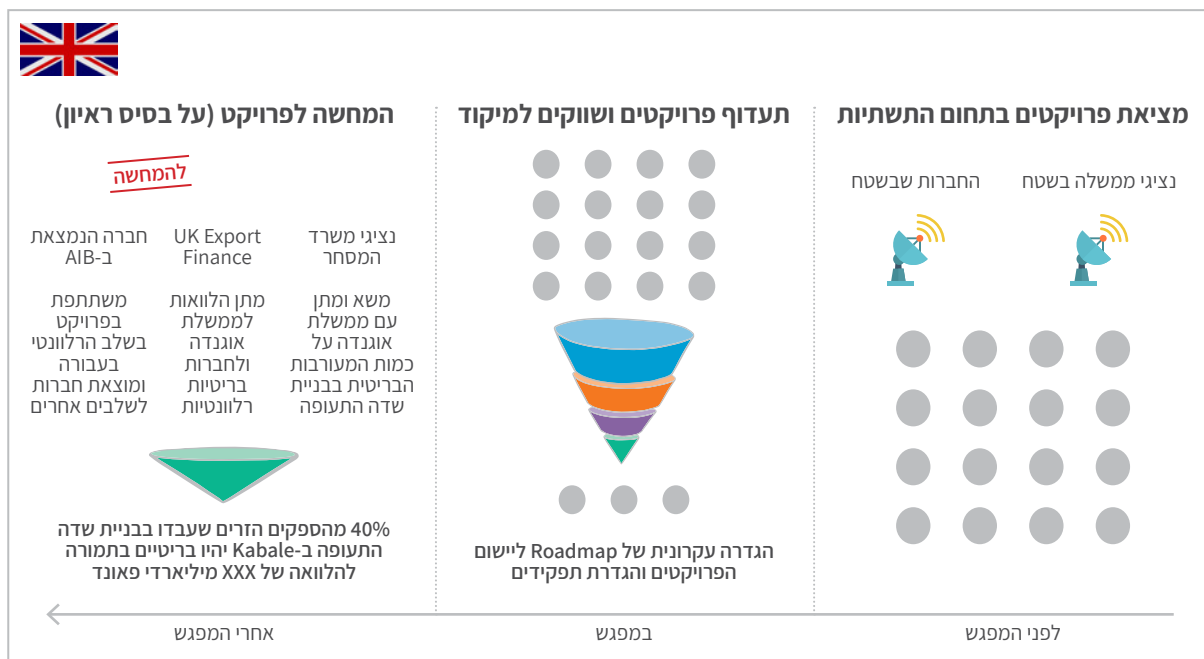 מציאת פרויקטים בתחום התשתיות
נציגי ממשלה בשטח
החברות שבשטח
לפני המפגש
תעדוף פרויקטים ושווקים למיקוד
הגדרה עקרונית של Roadmap ליישום
הפרויקטים והגדרת תפקידים
במפגש
המחשה לפרויקט (על בסיס ראיון)
להמחשה
נציגי משרד
המסחר
משא ומתן
עם ממשלת
אוגנדה על
כמות המעורבות
הבריטית בבניית
שדה התעופה
UK Export
Finance
מתן הלוואות
לממשלת
אוגנדה
ולחברות
בריטיות
רלוונטיות
חברה הנמצאת
ב-AIB
משתתפת
בפרויקט
בשלב הרלוונטי
בעבורה
ומוצאת חברות
לשלבים אחרים
40% מהספקים הזרים שעבדו בבניית שדה
התעופה ב-Kabale יהיו בריטיים בתמורה
להלוואה של XXX מיליארדי פאונד
אחרי המפגש